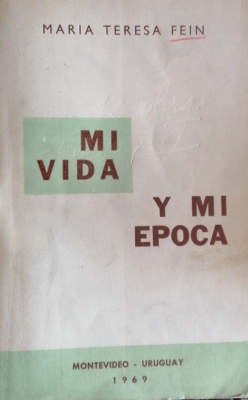 MARIA TERESA FEIN
MI
VIDA
Y MI
EPOCA
MONTEVIDEO - URUGUAY
1969